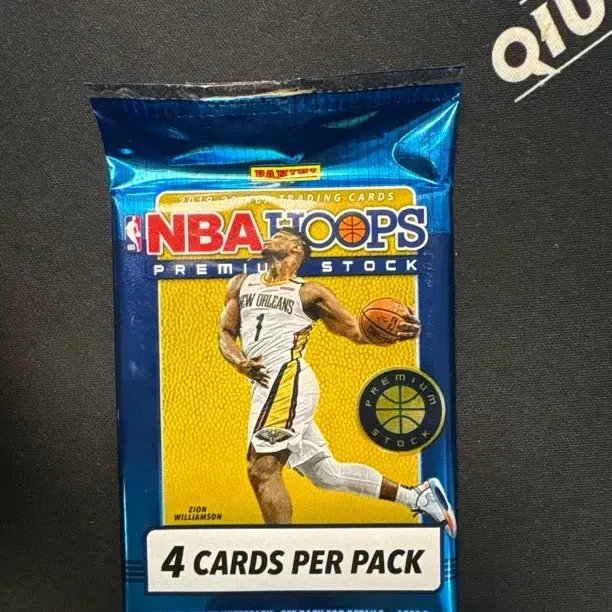 QIU
PANINI
2019-20 NBA TRADING CARDS
NBA HOOPS
PREMIUM STOCK
NEW ORLEANS
1
PREMIUM
STOCK
ZION
WILLIAMSON
4 CARDS PER PACK